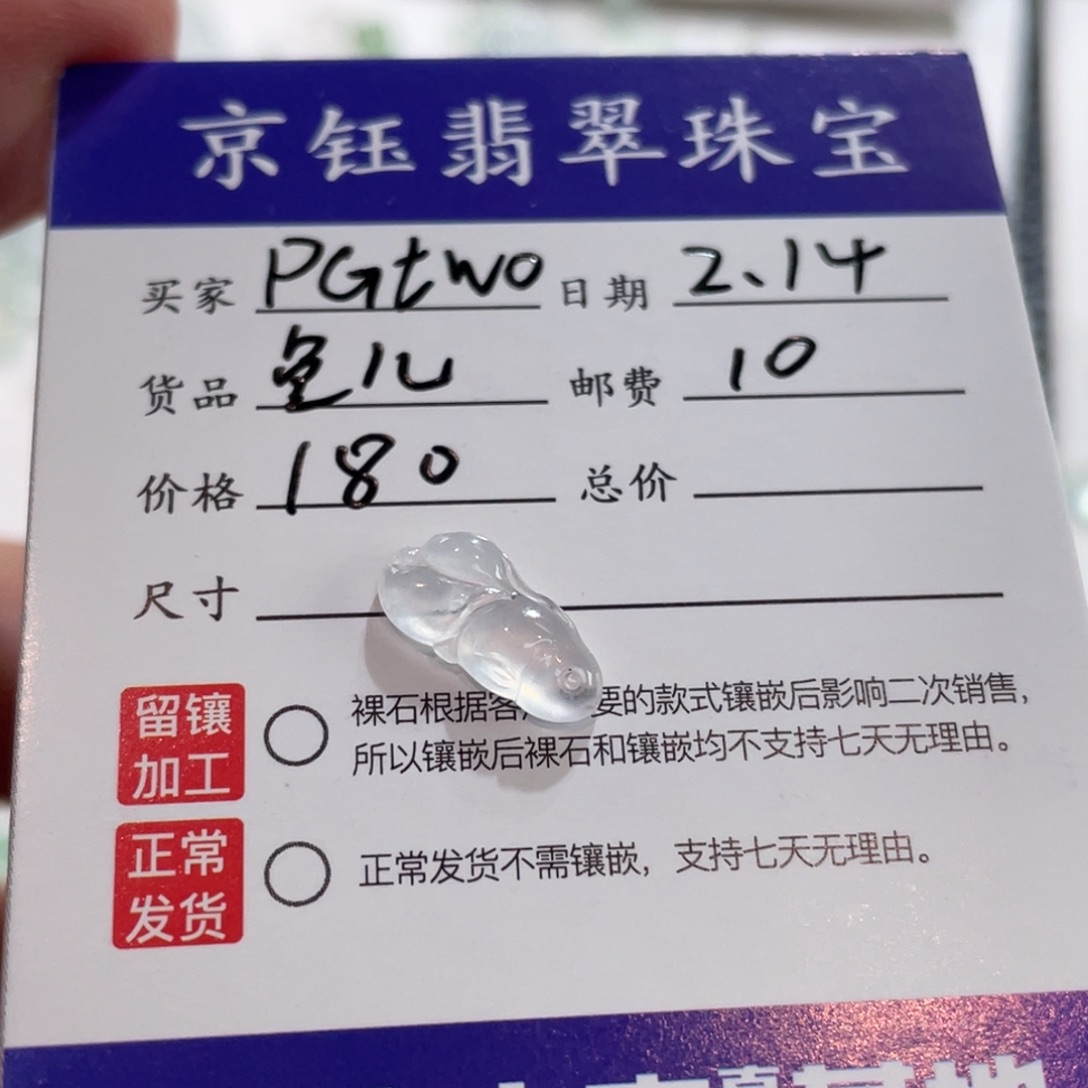 京钰翡翠珠宝
买家 PGtwo 日期 2、14
货品 鱼儿 邮费 10
价格 180 总价
尺寸
留镶加工 裸石根据客 要的款式镶嵌后影响二次销售，
所以镶嵌后裸石和镶嵌均不支持七天无理由。
正常发货 正常发货不需镶嵌，支持七天无理由。